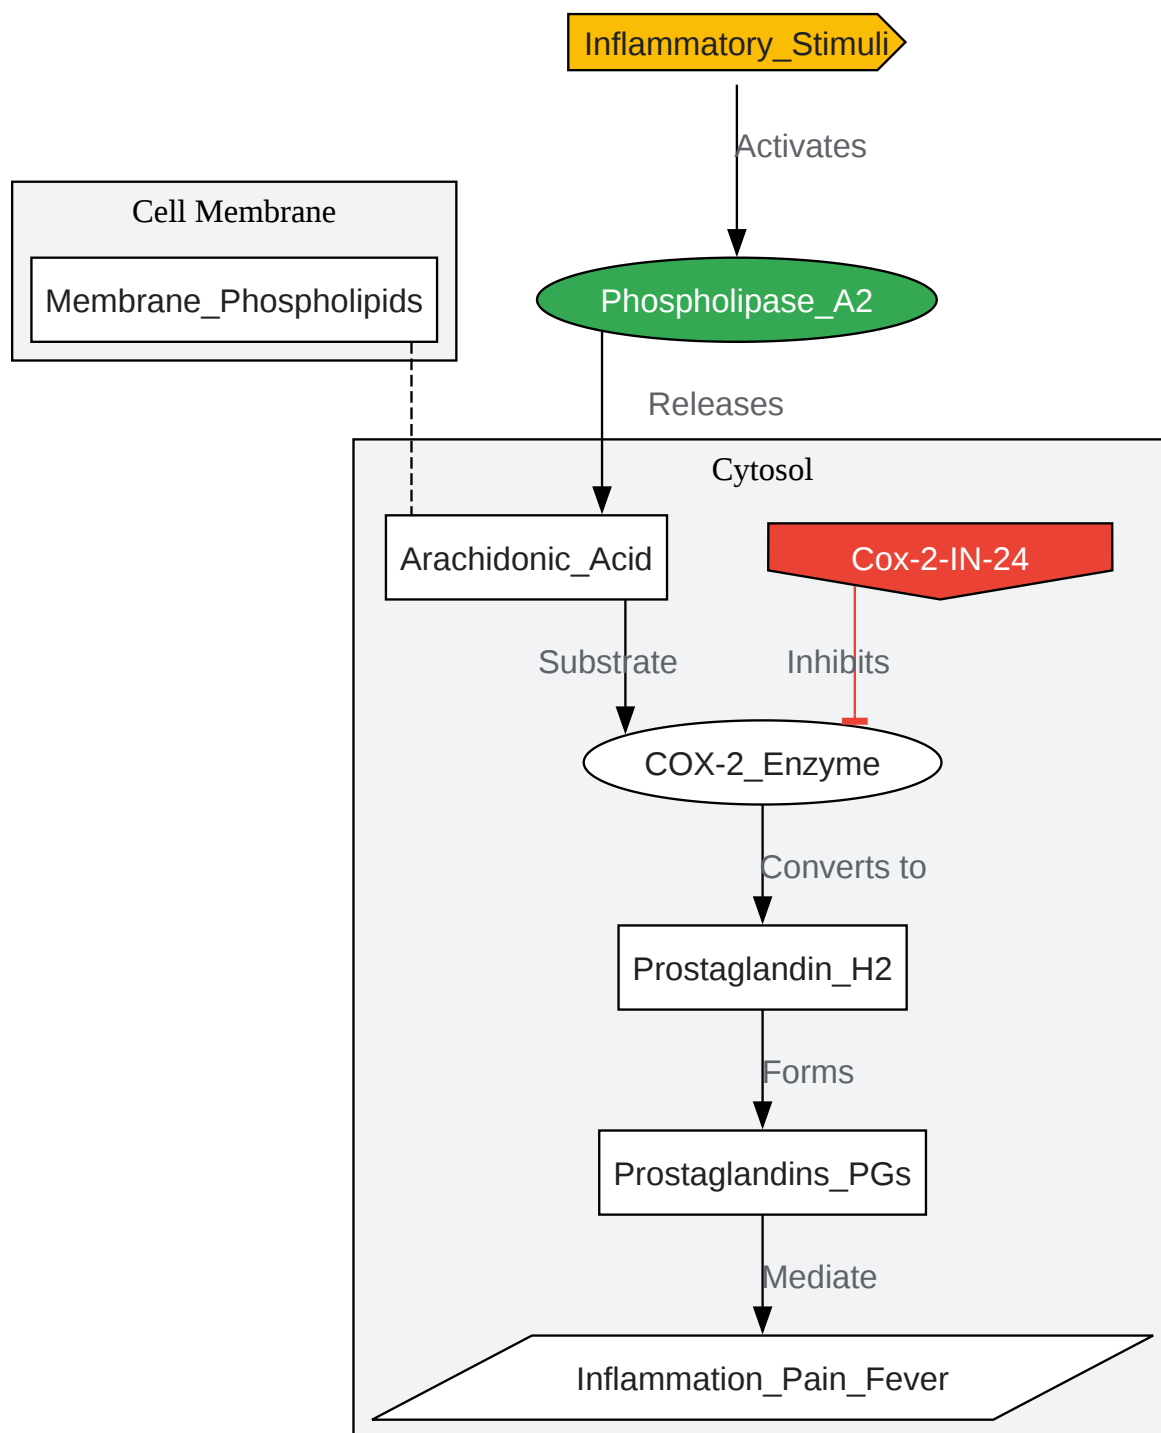 Inflammatory_Stimuli
Activates
Cell Membrane
Membrane_Phospholipids
Phospholipase_A2
Releases
Cytosol
Arachidonic_Acid
Cox-2-IN-24
Substrate
Inhibits
COX-2_Enzyme
Converts to
Prostaglandin_H2
Forms
Prostaglandins_PGs
Mediate
Inflammation_Pain_Fever